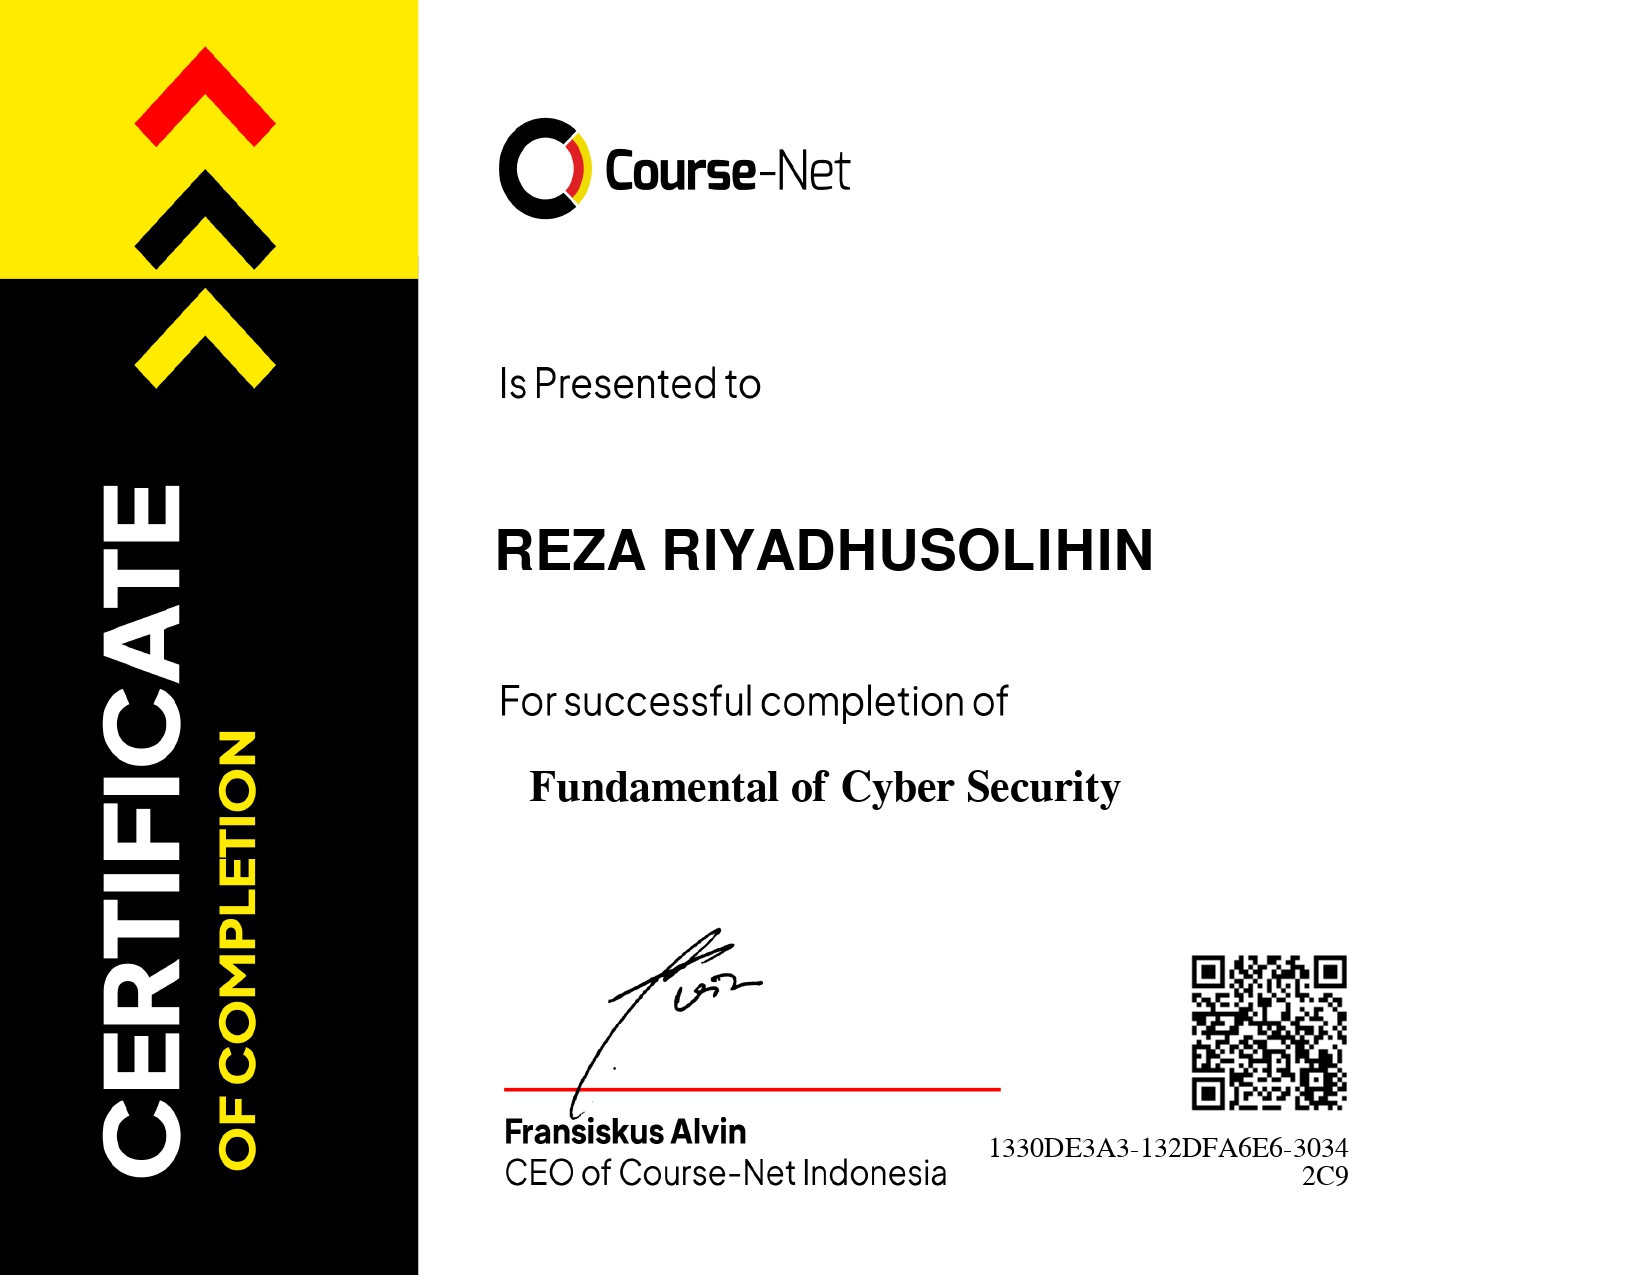 CERTIFICATE
OF COMPLETION
Course-Net
Is Presented to
REZA RIYADHUSOLIHIN
For successful completion of
Fundamental of Cyber Security
Alvin
Fransiskus Alvin
CEO of Course-Net Indonesia
1330DE3A3-132DFA6E6-3034
2C9